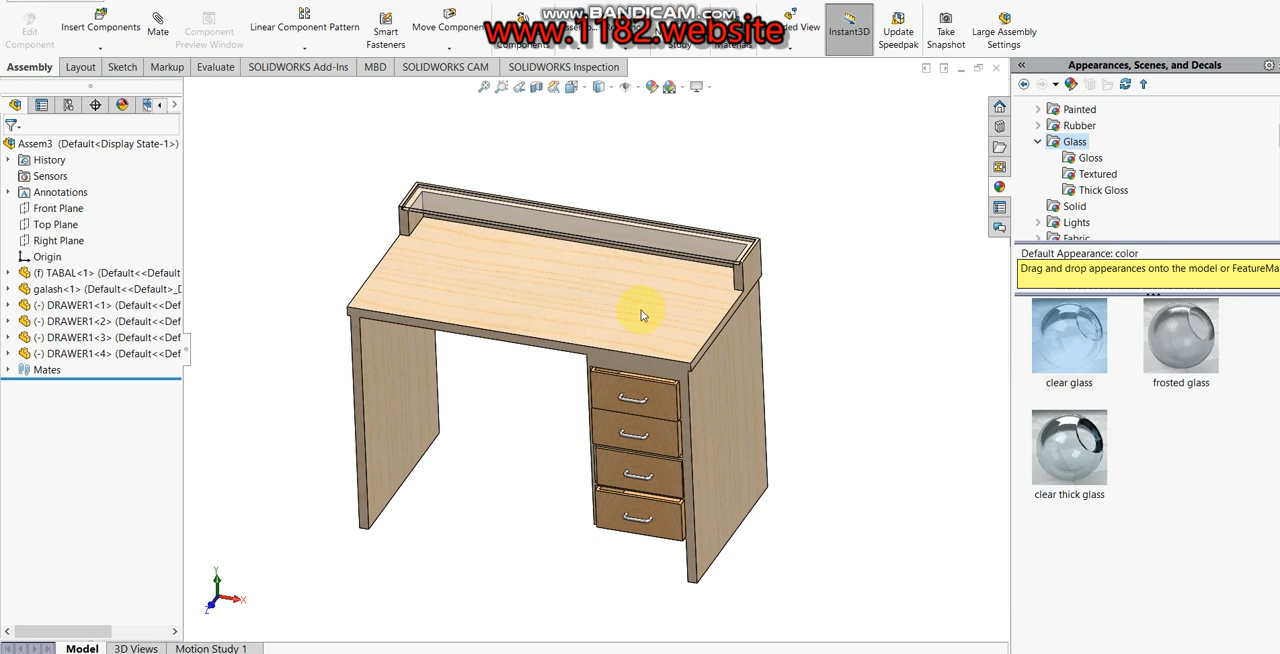 www.BANDICAM.com
www.1182.website
Edit Component
Insert Components
Mate
Component Preview Window
Linear Component Pattern
Smart Fasteners
Move Component
Components
Materials
Instant3D
Update Speedpak
Take Snapshot
Large Assembly Settings
Assembly
Layout
Sketch
Markup
Evaluate
SOLIDWORKS Add-Ins
MBD
SOLIDWORKS CAM
SOLIDWORKS Inspection
Assem3 (Default<Display State-1>)
History
Sensors
Annotations
Front Plane
Top Plane
Right Plane
Origin
(f) TABAL<1> (Default<<Default
galash<1> (Default<<Default>_D
(-) DRAWER1<1> (Default<<Def
(-) DRAWER1<2> (Default<<Def
(-) DRAWER1<3> (Default<<Def
(-) DRAWER1<4> (Default<<Def
Mates
Y
X
Z
Model
3D Views
Motion Study 1
Appearances, Scenes, and Decals
Painted
Rubber
Glass
Gloss
Textured
Thick Gloss
Solid
Lights
Fabric
Default Appearance: color
Drag and drop appearances onto the model or FeatureMa
clear glass
frosted glass
clear thick glass